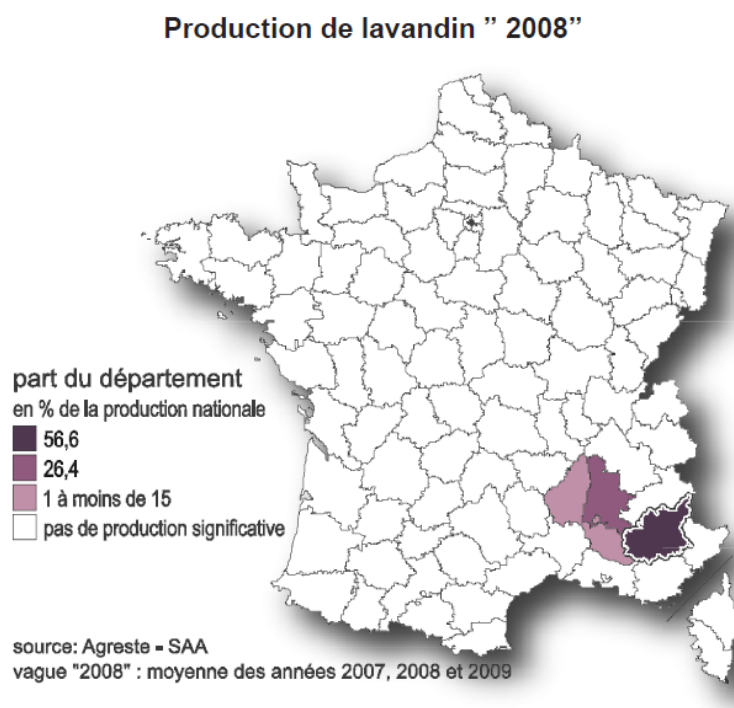 Production de lavandin ” 2008”
part du département
en % de la production nationale
56,6
26,4
1 à moins de 15
pas de production significative
source: Agreste - SAA
vague "2008" : moyenne des années 2007, 2008 et 2009